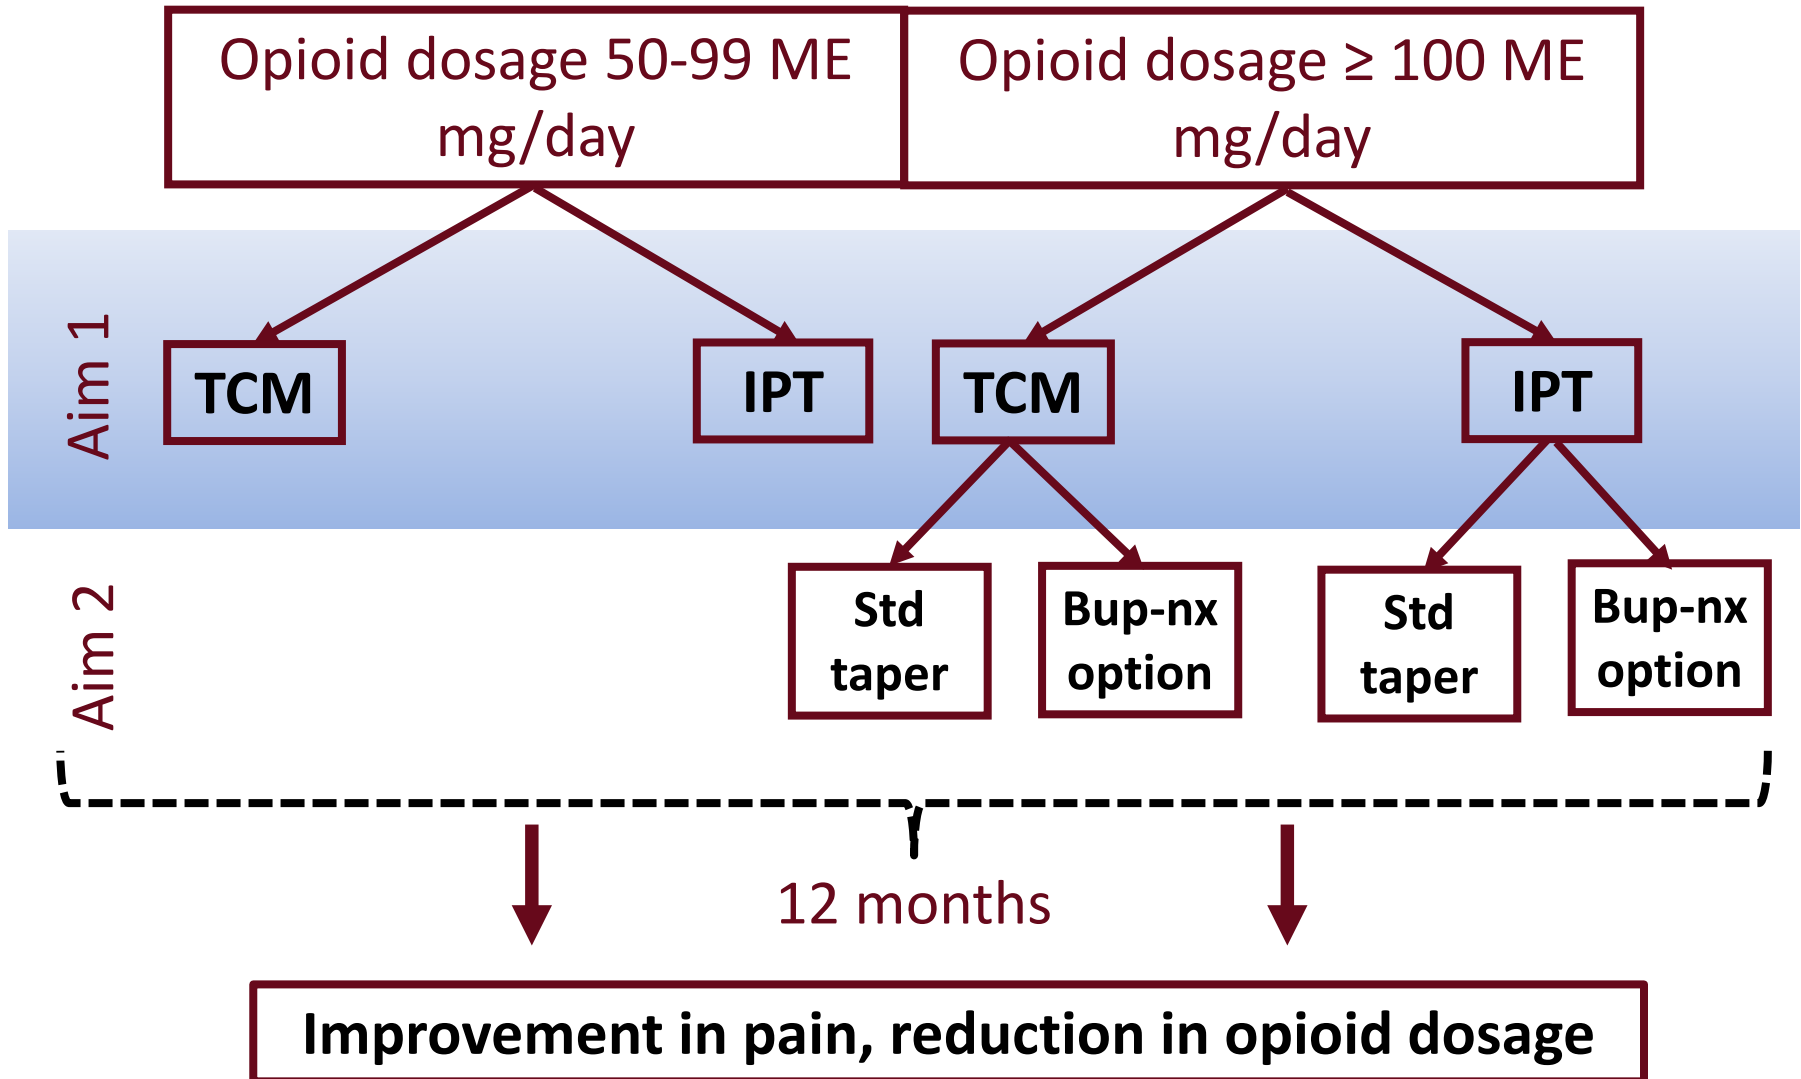 Opioid dosage 50-99 ME
mg/day
Opioid dosage ≥ 100 ME
mg/day
Aim 1
TCM
IPT
TCM
IPT
Aim 2
Std
taper
Bup-nx
option
Std
taper
Bup-nx
option
12 months
Improvement in pain, reduction in opioid dosage